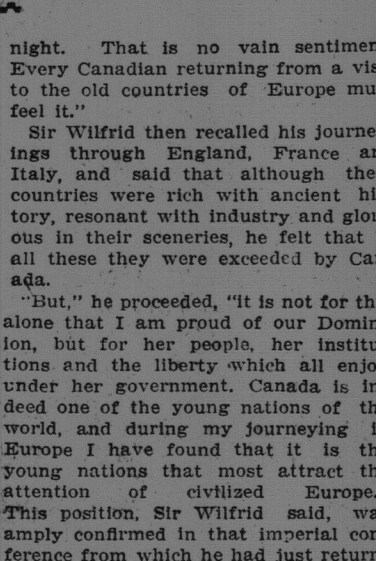 night. That is no vain sentimen
Every Canadian returning from a vis
to the old countries of Europe mu
feel it."
Sir Wilfrid then recalled his journe
ings through England, France an
Italy, and said that although the
countries were rich with ancient hi
tory, resonant with industry and glor
ous in their sceneries, he felt that
all these they were exceeded by Ca
ada.
"But," he proceeded, "it is not for th
alone that I am proud of our Domin
ion, but for her people, her institu
tions and the liberty which all enjo
under her government. Canada is in
deed one of the young nations of th
world, and during my journeying i
Europe I have found that it is th
young nations that most attract th
attention of civilized Europe.
This position, Sir Wilfrid said, wa
amply confirmed in that imperial con
ference from which he had just return